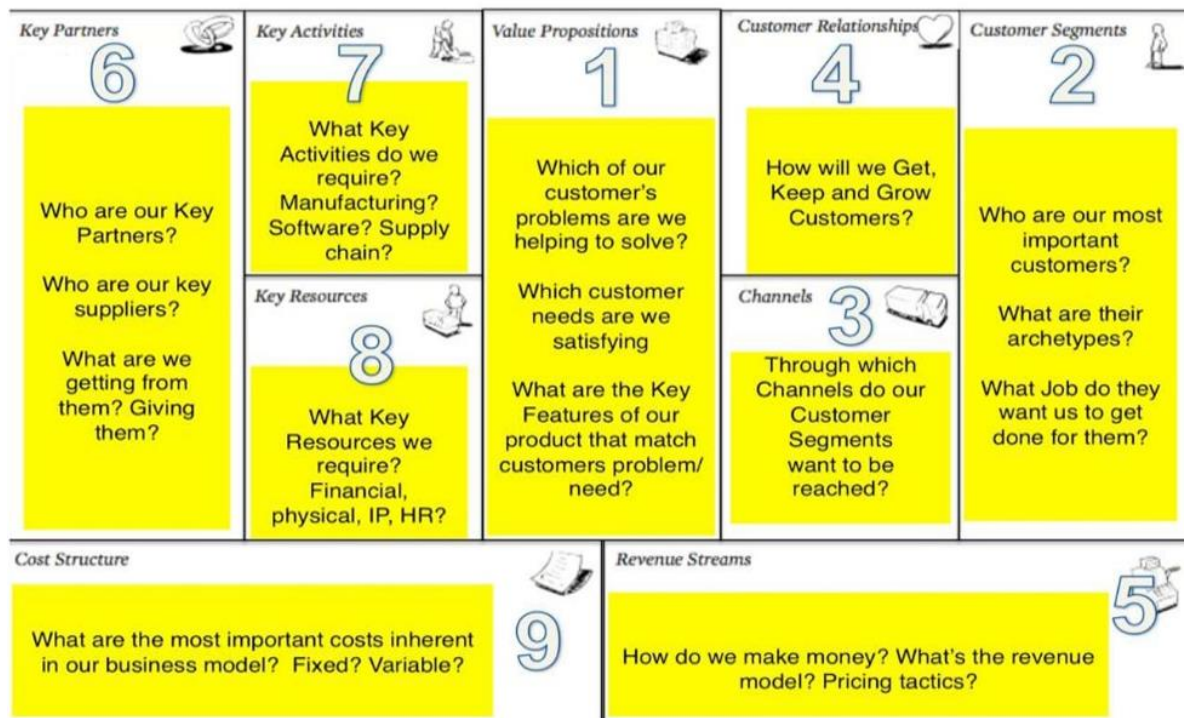 Key Partners
6
Who are our Key
Partners?
Who are our key
suppliers?
What are we
getting from
them? Giving
them?
Key Activities
7
What Key
Activities do we
require?
Manufacturing?
Software? Supply
chain?
Key Resources
8
What Key
Resources we
require?
Financial,
physical, IP, HR?
Value Propositions
1
Which of our
customer's
problems are we
helping to solve?
Which customer
needs are we
satisfying
What are the Key
Features of our
product that match
customers problem/
need?
Customer Relationships
4
How will we Get,
Keep and Grow
Customers?
Channels
3
Through which
Channels do our
Customer
Segments
want to be
reached?
Customer Segments
2
Who are our most
important
customers?
What are their
archetypes?
What Job do they
want us to get
done for them?
Cost Structure
9
What are the most important costs inherent
in our business model? Fixed? Variable?
Revenue Streams
5
How do we make money? What's the revenue
model? Pricing tactics?